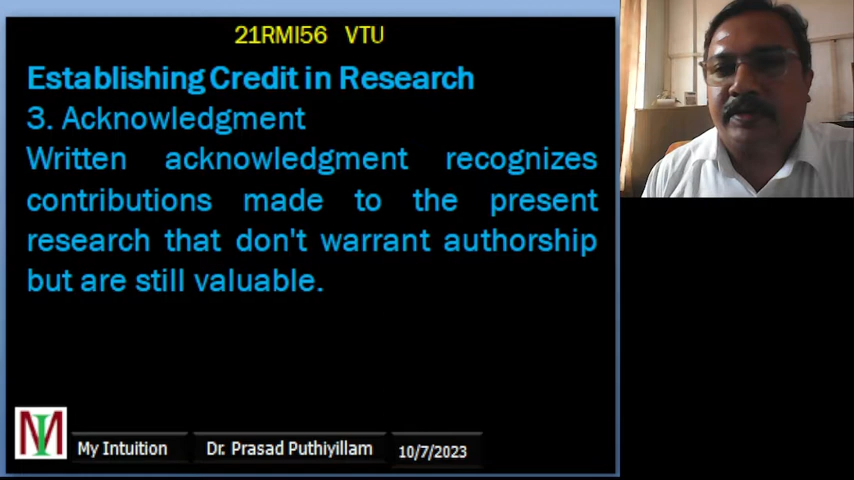 21RMI56 VTU
Establishing Credit in Research
3. Acknowledgment
Written acknowledgment recognizes
contributions made to the present
research that don't warrant authorship
but are still valuable.
MI
My Intuition
Dr. Prasad Puthiyillam
10/7/2023